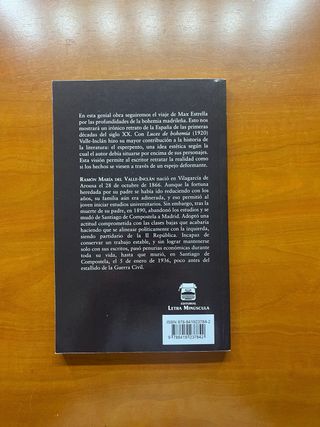 En esta genial obra seguiremos el viaje de Max Estrella
por las profundidades de la bohemia madrileña. Esto nos
mostrará un irónico retrato de la España de las primeras
décadas del siglo XX. Con Luces de bohemia (1920)
Valle-Inclán hizo su mayor contribución a la historia de
la literatura: el esperpento, una idea estética según la
cual el autor debía situarse por encima de sus personajes.
Esta visión permite al escritor retratar la realidad como
si los hechos se vieran a través de un espejo deformante.
RAMÓN MARÍA DEL VALLE-INCLÁN nació en Vilagarcía de
Arousa el 28 de octubre de 1866. Aunque la fortuna
heredada por su padre se había ido reduciendo con los
años, su familia aún era adinerada, y eso permitió al
joven iniciar estudios universitarios. Sin embargo, tras la
muerte de su padre, en 1890, abandonó los estudios y se
mudó de Santiago de Compostela a Madrid. Adoptó una
actitud comprometida con las clases bajas que acabaría
haciendo que se alinease políticamente con la izquierda,
siendo partidario de la II República. Incapaz de
conservar un trabajo estable, y sin lograr mantenerse
solo con sus escritos, pasó penurias económicas durante
toda su vida, hasta que murió, en Santiago de
Compostela, el 5 de enero de 1936, poco antes del
estallido de la Guerra Civil.
EDITORIAL
LETRA MINÚSCULA